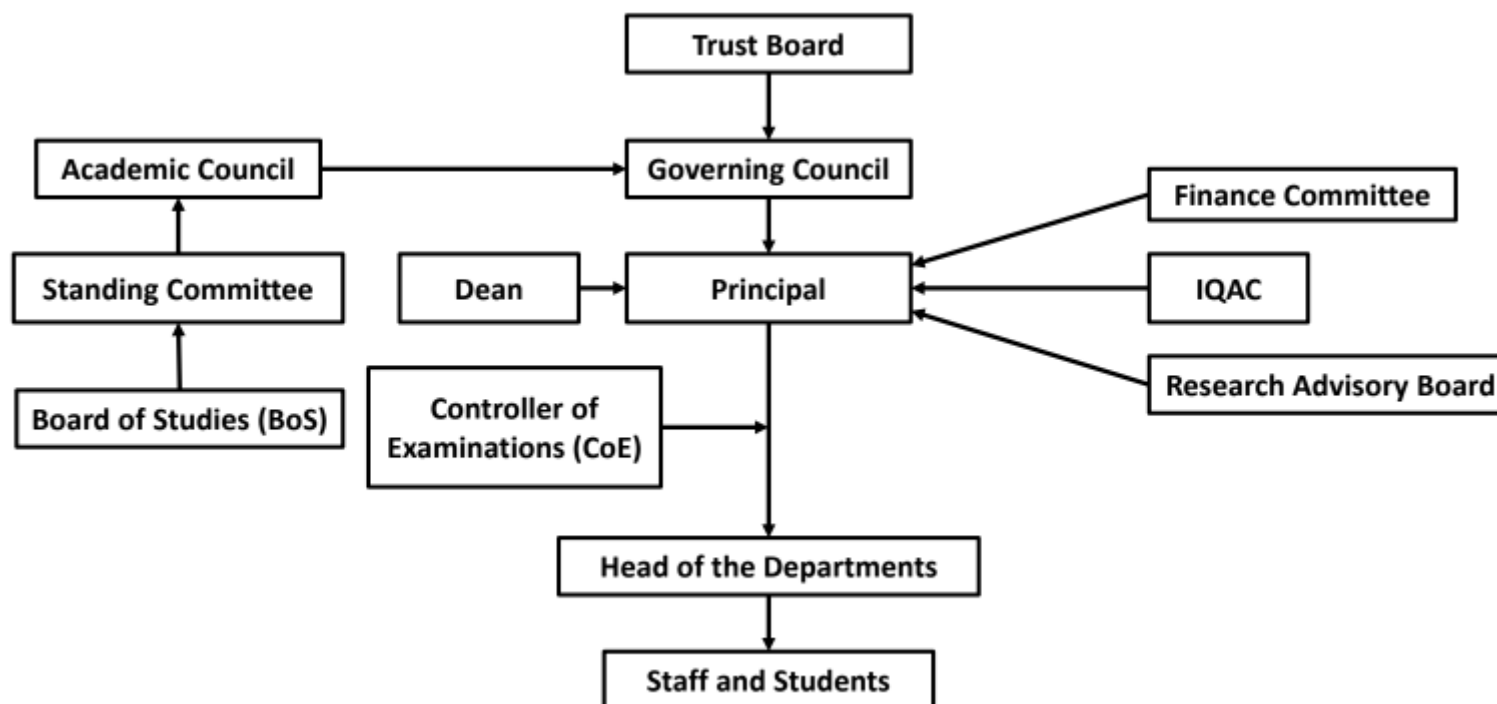 Trust Board
Academic Council
Governing Council
Finance Committee
Standing Committee
Dean
Principal
IQAC
Board of Studies (BoS)
Controller of
Examinations (CoE)
Research Advisory Board
Head of the Departments
Staff and Students